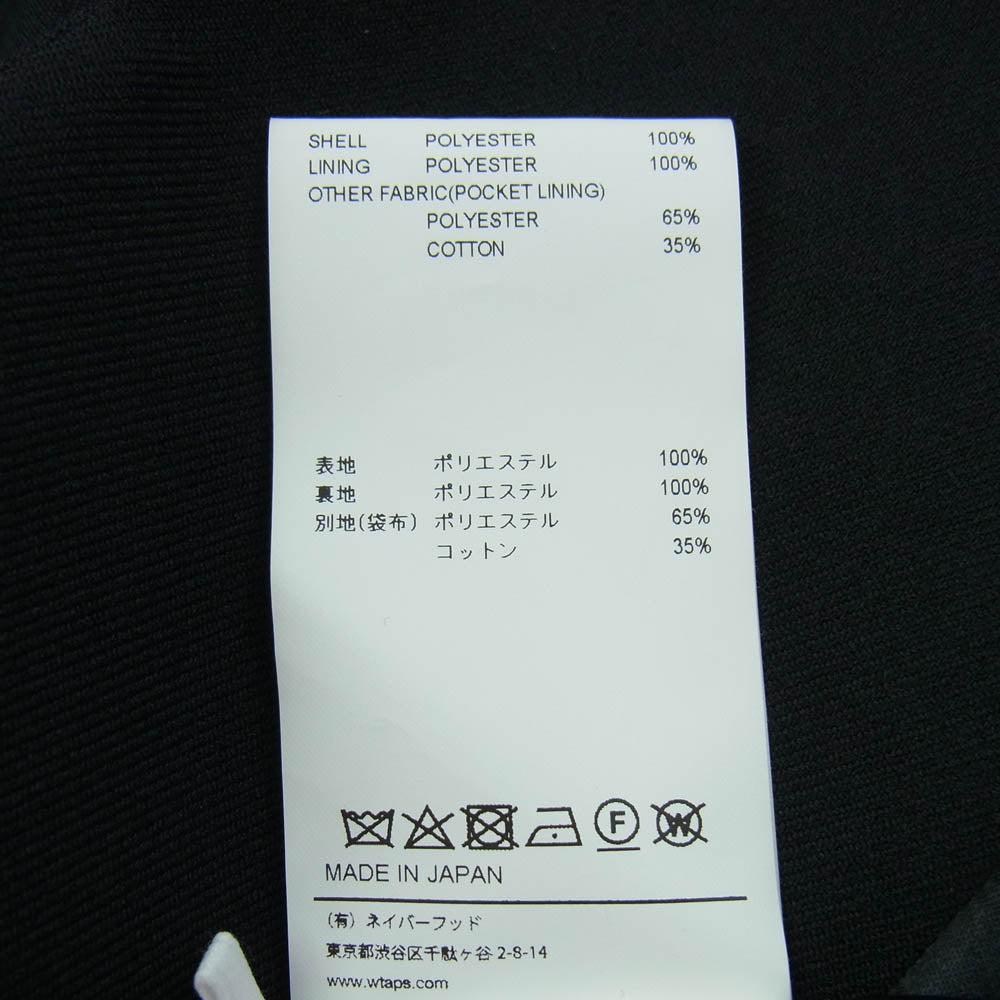 SHELL POLYESTER 100%
LINING POLYESTER 100%
OTHER FABRIC(POCKET LINING)
POLYESTER 65%
COTTON 35%
表地 ポリエステル 100%
裏地 ポリエステル 100%
別地(袋布) ポリエステル 65%
コットン 35%
F W
MADE IN JAPAN
(有) ネイバーフッド
東京都渋谷区千駄ヶ谷 2-8-14
www.wtaps.com